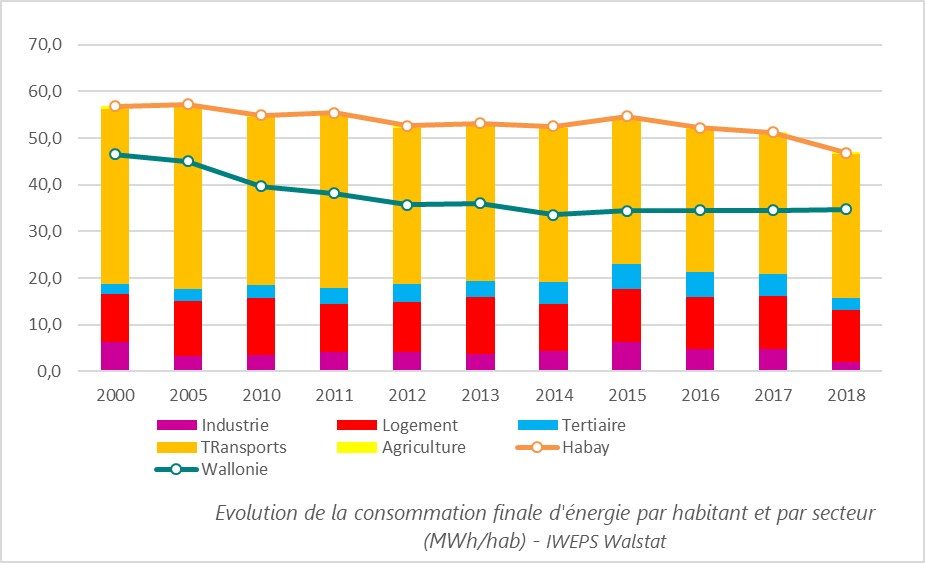 70,0
60,0
50,0
40,0
30,0
20,0
10,0
0,0
2000 2005 2010 2011 2012 2013 2014 2015 2016 2017 2018
Industrie Logement Tertiaire
TRansports Agriculture Habay
Wallonie
Evolution de la consommation finale d'énergie par habitant et par secteur
(MWh/hab) - IWEPS Walstat